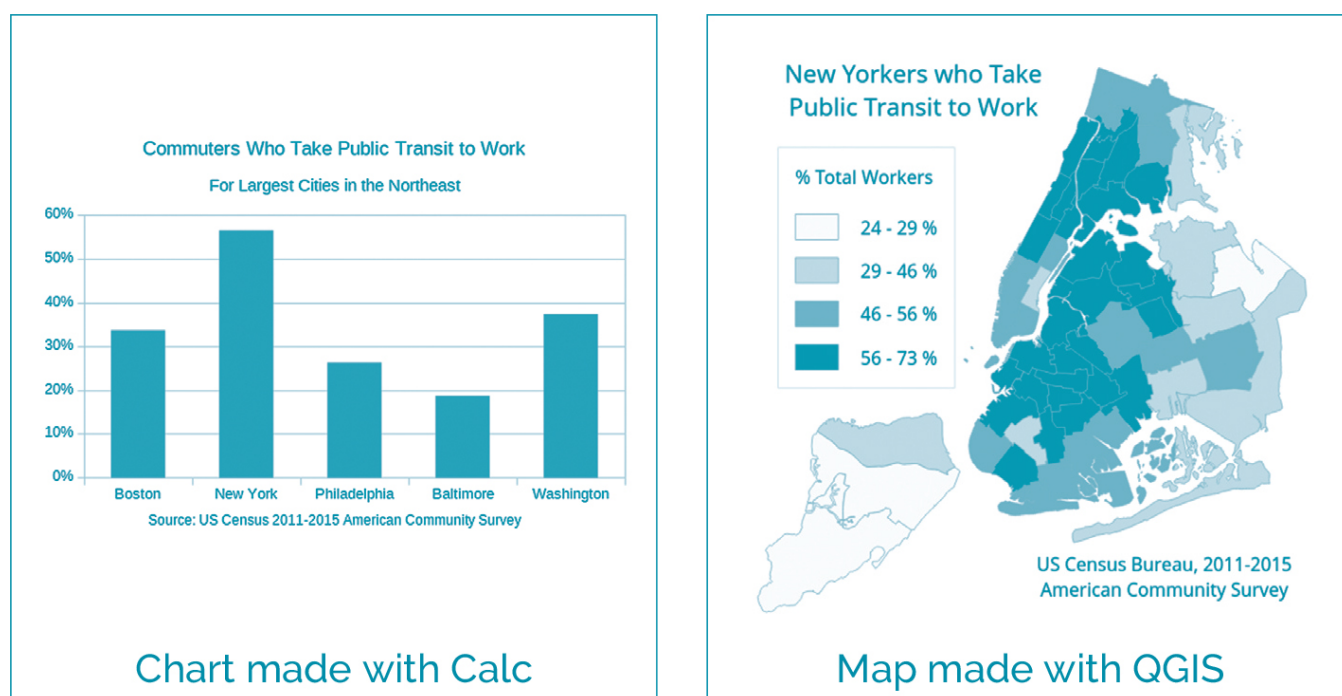 Commuters Who Take Public Transit to Work
For Largest Cities in the Northeast
60%
50%
40%
30%
20%
10%
0%
Boston New York Philadelphia Baltimore Washington
Source: US Census 2011-2015 American Community Survey
Chart made with Calc
New Yorkers who Take
Public Transit to Work
% Total Workers
24 - 29 %
29 - 46 %
46 - 56 %
56 - 73 %
US Census Bureau, 2011-2015
American Community Survey
Map made with QGIS